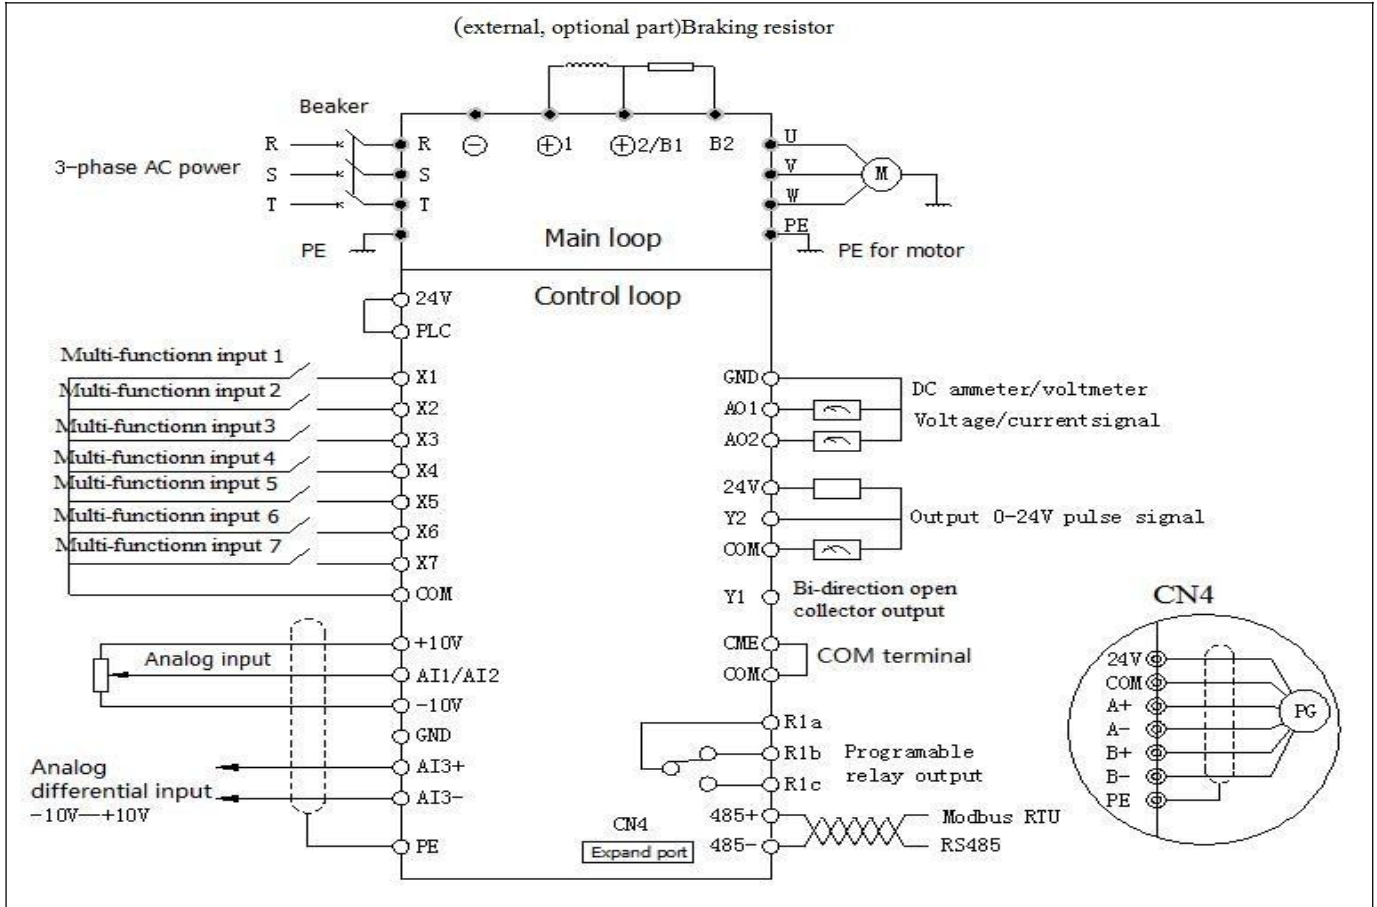 (external, optional part)Braking resistor
Beaker
3-phase AC power
R
S
T
R
S
T
PE
⊖
⊕1
⊕2/B1
B2
U
V
W
PE
M
PE for motor
Main loop
Control loop
24V
PLC
Multi-functionn input 1
Multi-functionn input 2
Multi-functionn input3
Multi-functionn input 4
Multi-functionn input 5
Multi-functionn input 6
Multi-functionn input 7
X1
X2
X3
X4
X5
X6
X7
COM
+10V
Analog input
AI1/AI2
-10V
GND
AI3+
AI3-
Analog
differential input
-10V—+10V
PE
GND
AO1
AO2
DC ammeter/voltmeter
Voltage/currentsignal
24V
Y2
COM
Output 0-24V pulse signal
Y1
Bi-direction open
collector output
CME
COM
COM terminal
R1a
R1b
R1c
Programable
relay output
485+
485-
Modbus RTU
RS485
CN4
Expand port
CN4
24V
COM
A+
A-
B+
B-
PE
PG